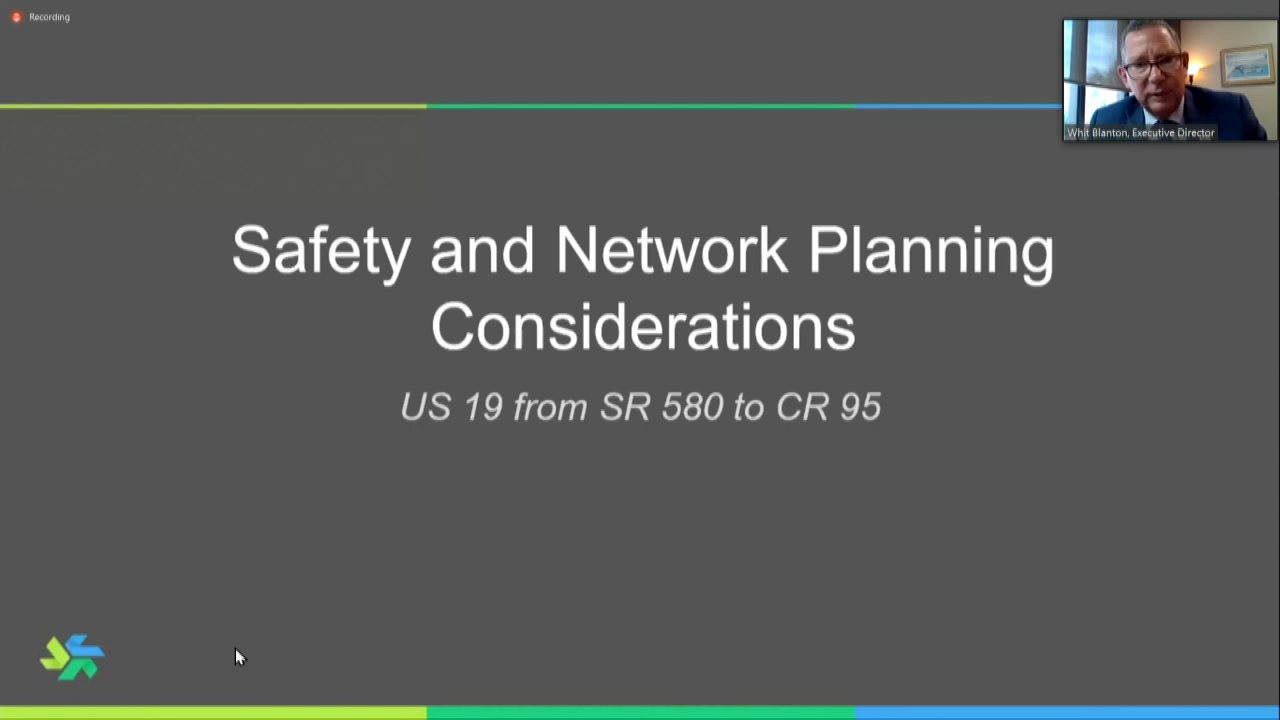 Recording
Whit Blanton, Executive Director
Safety and Network Planning
Considerations
US 19 from SR 580 to CR 95